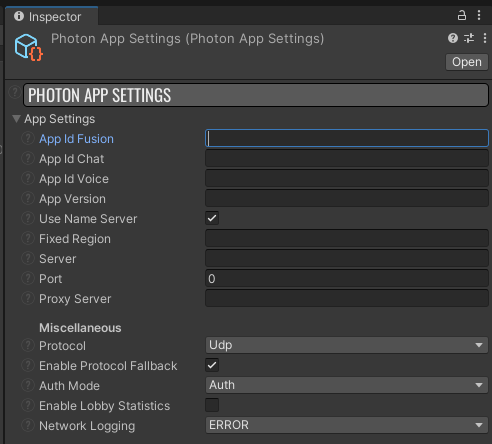 Inspector
Photon App Settings (Photon App Settings)
Open
PHOTON APP SETTINGS
App Settings
App Id Fusion
App Id Chat
App Id Voice
App Version
Use Name Server
Fixed Region
Server
Port 0
Proxy Server
Miscellaneous
Protocol Udp
Enable Protocol Fallback
Auth Mode Auth
Enable Lobby Statistics
Network Logging ERROR